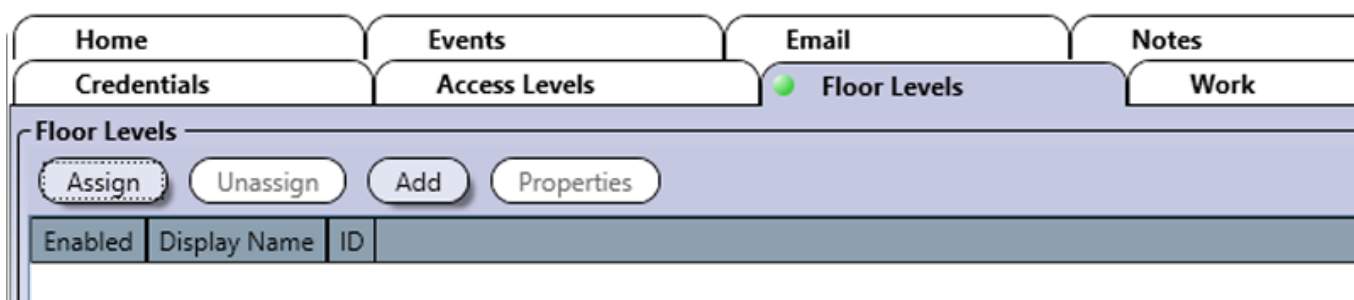 Home Events Email Notes
Credentials Access Levels Floor Levels Work
Floor Levels
Assign Unassign Add Properties
Enabled Display Name ID